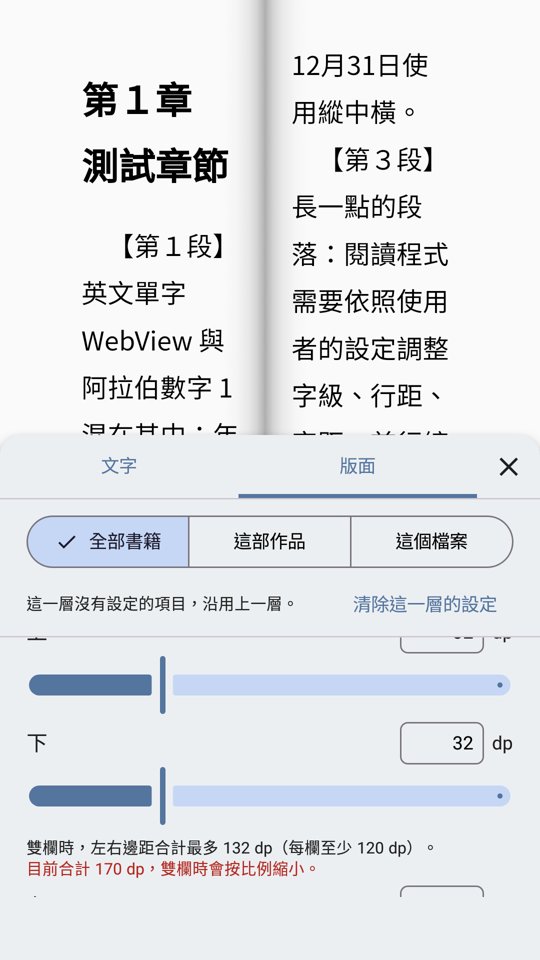 第１章
測試章節
【第１段】
英文單字
WebView 與
阿拉伯數字 1
混在其中：年
12月31日使
用縱中橫。
【第３段】
長一點的段
落：閱讀程式
需要依照使用
者的設定調整
字級、行距、
文字
版面
全部書籍
這部作品
這個檔案
這一層沒有設定的項目，沿用上一層。
清除這一層的設定
dp
下
32
dp
雙欄時，左右邊距合計最多 132 dp（每欄至少 120 dp）。
目前合計 170 dp，雙欄時會按比例縮小。